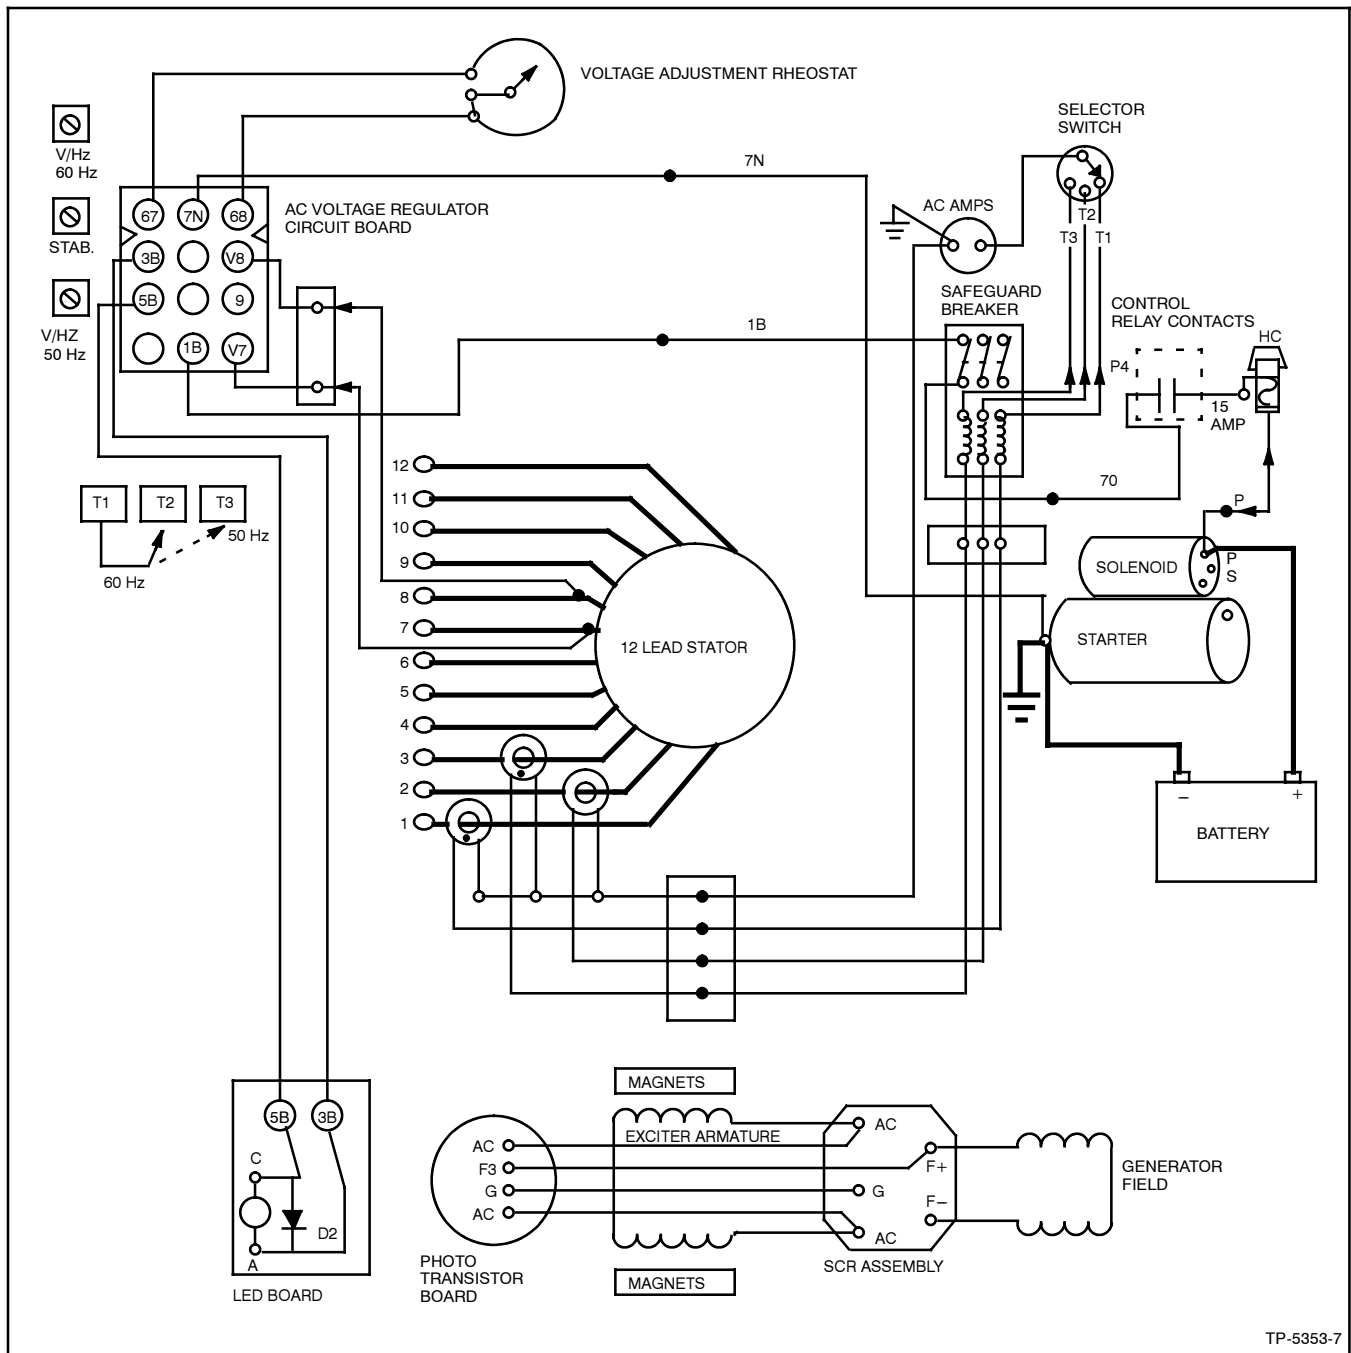 VOLTAGE ADJUSTMENT RHEOSTAT
SELECTOR
SWITCH
V/Hz
60 Hz
7N
67
7N
68
AC VOLTAGE REGULATOR
CIRCUIT BOARD
AC AMPS
T2
T3
T1
STAB.
3B
V8
5B
9
SAFEGUARD
BREAKER
CONTROL
RELAY CONTACTS
HC
V/HZ
50 Hz
1B
V7
1B
P4
15
AMP
12
11
10
9
8
7
6
5
4
3
2
1
70
P
T1
T2
T3
50 Hz
60 Hz
SOLENOID
P
S
12 LEAD STATOR
STARTER
–
+
BATTERY
MAGNETS
EXCITER ARMATURE
5B
3B
C
D2
A
LED BOARD
AC
F3
G
AC
PHOTO
TRANSISTOR
BOARD
MAGNETS
AC
F+
G
F–
AC
SCR ASSEMBLY
GENERATOR
FIELD
TP-5353-7